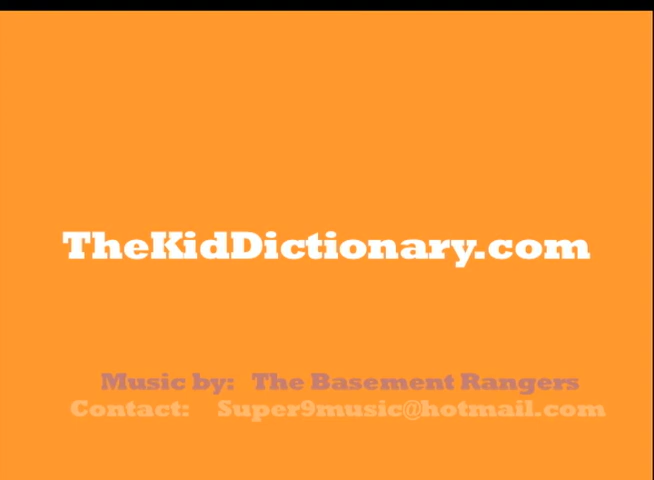 TheKidDictionary.com
Music by: The Basement Rangers
Contact: Super9music@hotmail.com